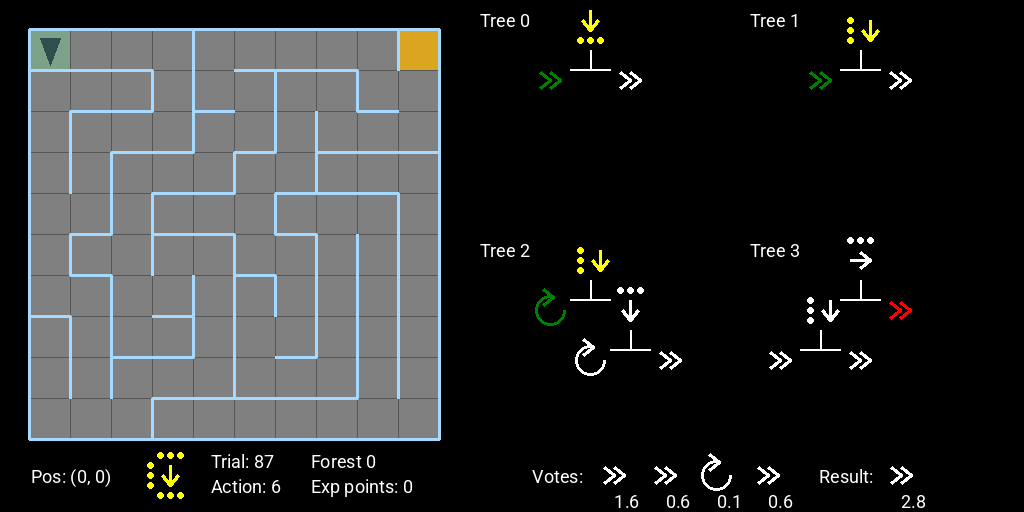 Tree 0
Tree 1
Tree 2
Tree 3
Pos: (0, 0)
Trial: 87
Forest 0
Action: 6
Exp points: 0
Votes:
1.6
0.6
0.1
0.6
Result:
2.8